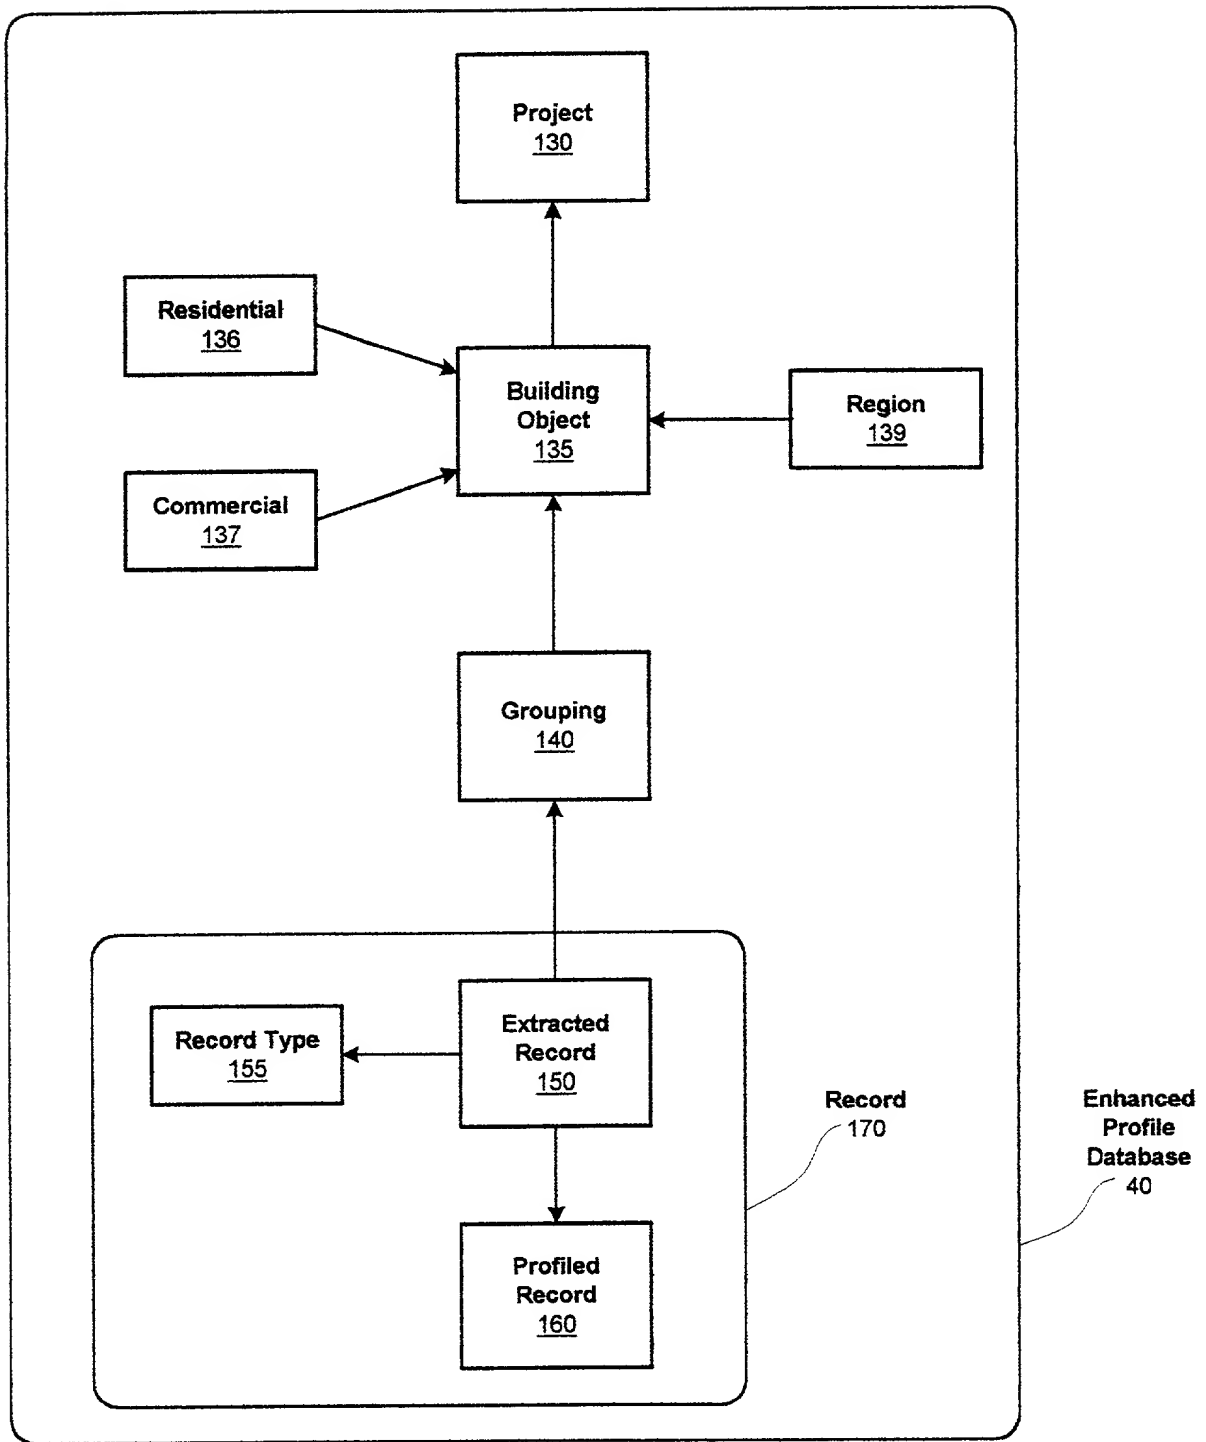 Project
130
Residential
136
Building
Object
135
Region
139
Commercial
137
Grouping
140
Record Type
155
Extracted
Record
150
Record
170
Enhanced
Profile
Database
40
Profiled
Record
160